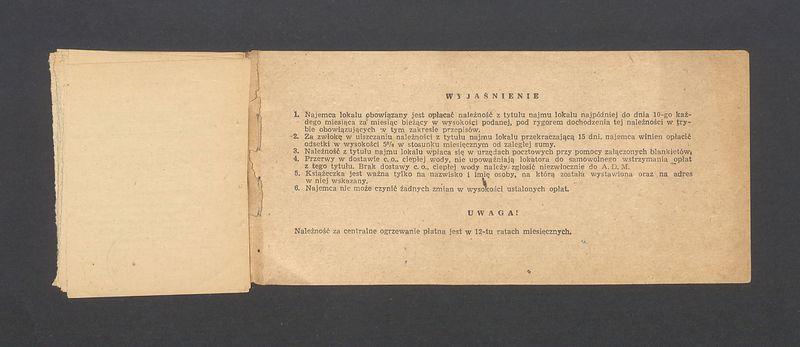 WYJAŚNIENIE
1. Najemca lokalu obowiązany jest opłacać należność z tytułu najmu lokalu najpóźniej do dnia 10-go każ-
dego miesiąca za miesiąc bieżący w wysokości podanej, pod rygorem dochodzenia tej należności w try-
bie obowiązujących w tym zakresie przepisów.
2. Za zwłokę w uiszczaniu należności z tytułu najmu lokalu przekraczającą 15 dni, najemca winien opłacić
odsetki w wysokości 5% w stosunku miesięcznym od zaległej sumy.
3. Należność z tytułu najmu lokalu wpłaca się w urzędach pocztowych przy pomocy załączonych blankietów.
4. Przerwy w dostawie c.o., ciepłej wody, nie upoważniają lokatora do samowolnego wstrzymania opłat
z tego tytułu. Brak dostawy c.o., ciepłej wody należy zgłosić niezwłocznie do A.D.M.
5. Książeczka jest ważna tylko na nazwisko i imię osoby, na którą została wystawiona oraz na adres
w niej wskazany.
6. Najemca nie może czynić żadnych zmian w wysokości ustalonych opłat.
UWAGA!
Należność za centralne ogrzewanie płatna jest w 12-tu ratach miesięcznych.